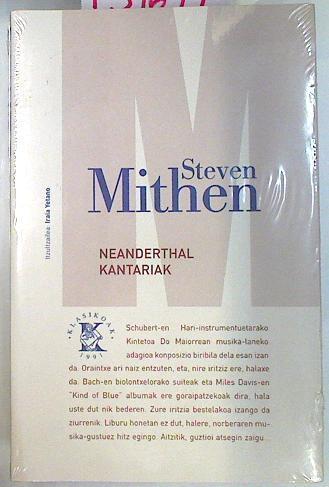 Steven
Mithen
NEANDERTHAL
KANTARIAK
Itzultzailea: Iraia Yetano
KLASIKOAK
K
1991
Schubert-en Hari-instrumentuetarako
Kintetoa Do Maiorrean musika-laneko
adagioa konposizio biribila dela esan izan
da. Oraintxe ari naiz entzuten, eta, nire iritziz ere, halaxe
da. Bach-en biolontxelorako suiteak eta Miles Davis-en
"Kind of Blue" albumak ere goraipatzekoak dira, hala
uste dut nik bederen. Zure iritzia bestelakoa izango da
ziurrenik. Liburu honetan ez dut, halere, norberaren mu-
sika-gustuez hitz egingo. Aitzitik, guztioi atsegin zaigu...